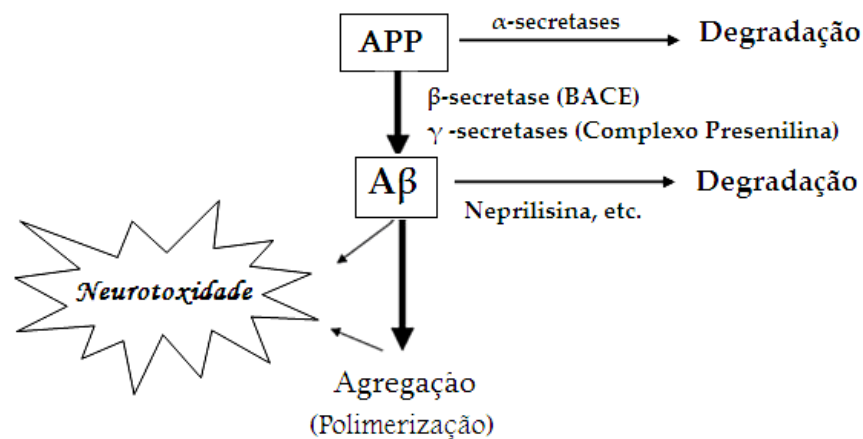 APP
α-secretases
Degradação
β-secretase (BACE)
γ -secretases (Complexo Presenilina)
Aβ
Degradação
Neprilisina, etc.
Neurotoxidade
Agregação
(Polimerização)